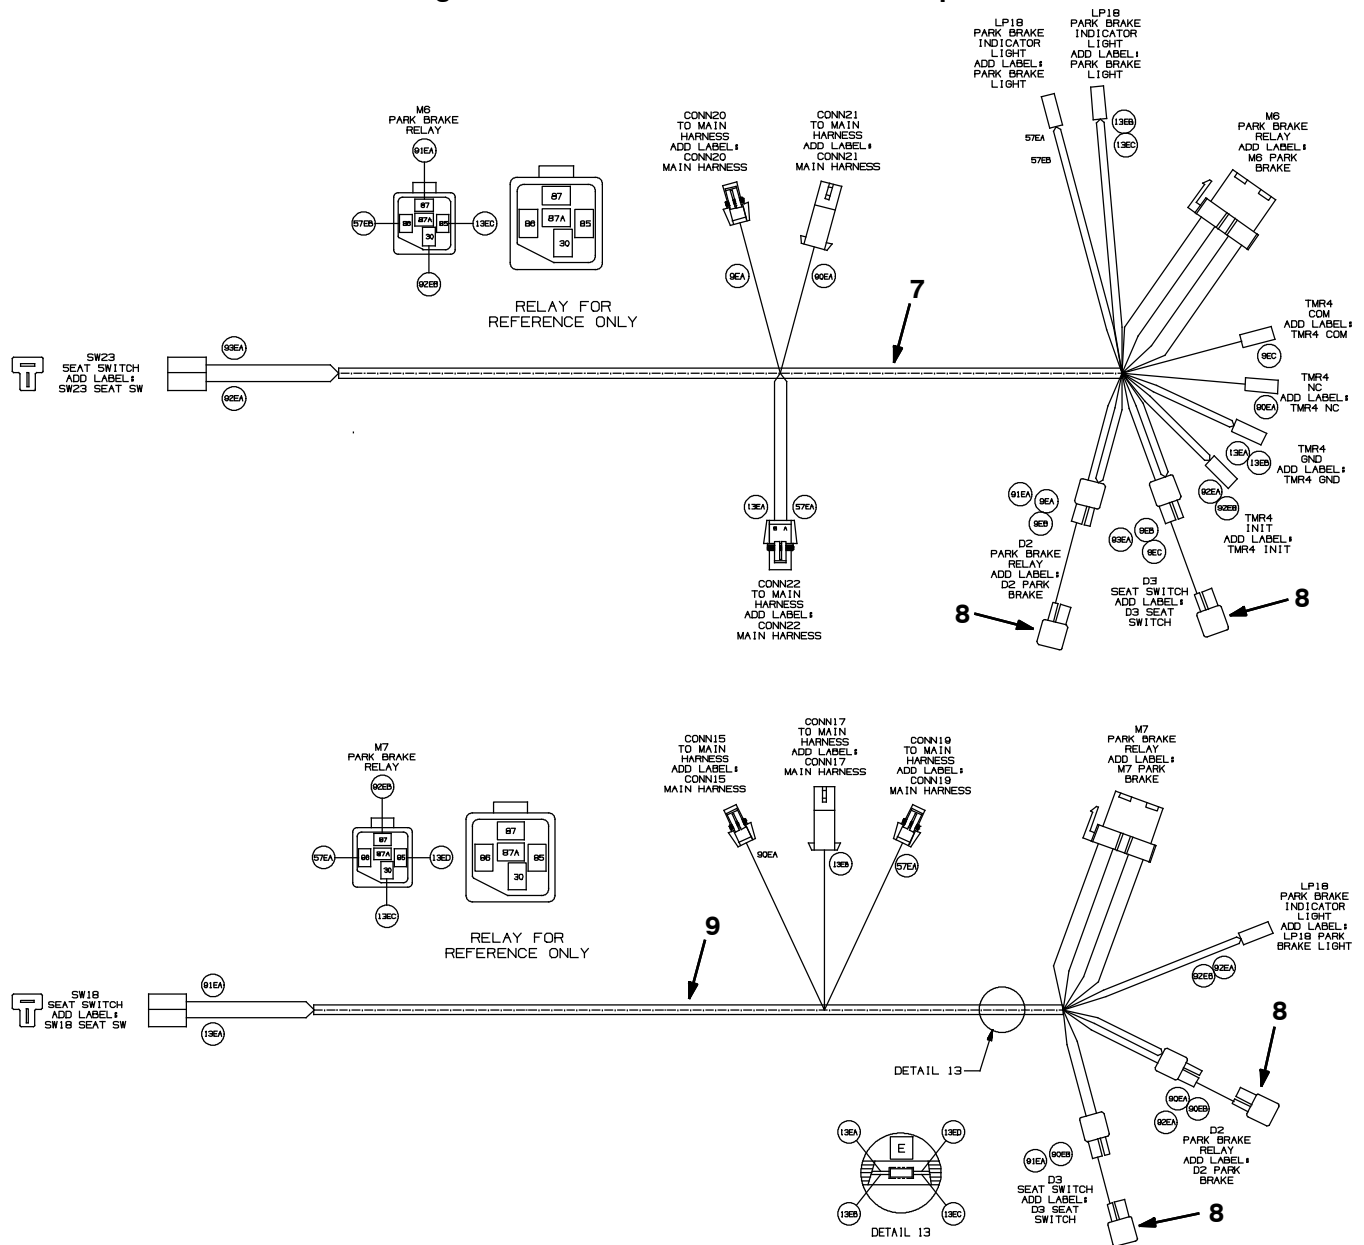 LP18
PARK BRAKE
INDICATOR
LIGHT
ADD LABEL:
PARK BRAKE
LIGHT
LP18
PARK BRAKE
INDICATOR
LIGHT
ADD LABEL:
PARK BRAKE
LIGHT
M6
PARK BRAKE
RELAY
91EA
87
86
87A
85
30
57EB
13EC
92EB
87
86
87A
85
30
RELAY FOR
REFERENCE ONLY
CONN20
TO MAIN
HARNESS
ADD LABEL:
CONN20
MAIN HARNESS
CONN21
TO MAIN
HARNESS
ADD LABEL:
CONN21
MAIN HARNESS
9EA
90EA
57EA
57EB
13EB
13EC
M6
PARK BRAKE
RELAY
ADD LABEL:
M6 PARK
BRAKE
7
SW23
SEAT SWITCH
ADD LABEL:
SW23 SEAT SW
93EA
92EA
TMR4
COM
ADD LABEL:
TMR4 COM
9EC
TMR4
NC
ADD LABEL:
TMR4 NC
90EA
TMR4
GND
ADD LABEL:
TMR4 GND
13EA
13EB
92EA
92EB
TMR4
INIT
ADD LABEL:
TMR4 INIT
13EA
57EA
B A
CONN22
TO MAIN
HARNESS
ADD LABEL:
CONN22
MAIN HARNESS
91EA
9EA
9EB
D2
PARK BRAKE
RELAY
ADD LABEL:
D2 PARK
BRAKE
93EA
9EB
9EC
D3
SEAT SWITCH
ADD LABEL:
D3 SEAT
SWITCH
8
8
M7
PARK BRAKE
RELAY
92EB
87
86
87A
85
30
57EA
13ED
13EC
87
86
87A
85
30
RELAY FOR
REFERENCE ONLY
CONN15
TO MAIN
HARNESS
ADD LABEL:
CONN15
MAIN HARNESS
CONN17
TO MAIN
HARNESS
ADD LABEL:
CONN17
MAIN HARNESS
CONN19
TO MAIN
HARNESS
ADD LABEL:
CONN19
MAIN HARNESS
90EA
13EB
57EA
M7
PARK BRAKE
RELAY
ADD LABEL:
M7 PARK
BRAKE
LP18
PARK BRAKE
INDICATOR
LIGHT
ADD LABEL:
LP18 PARK
BRAKE LIGHT
92EB
92EA
9
SW18
SEAT SWITCH
ADD LABEL:
SW18 SEAT SW
91EA
13EA
DETAIL 13
8
90EA
90EB
92EA
D2
PARK BRAKE
RELAY
ADD LABEL:
D2 PARK
BRAKE
91EA
90EB
D3
SEAT SWITCH
ADD LABEL:
D3 SEAT
SWITCH
8
13EA
13ED
E
13EB
13EC
DETAIL 13